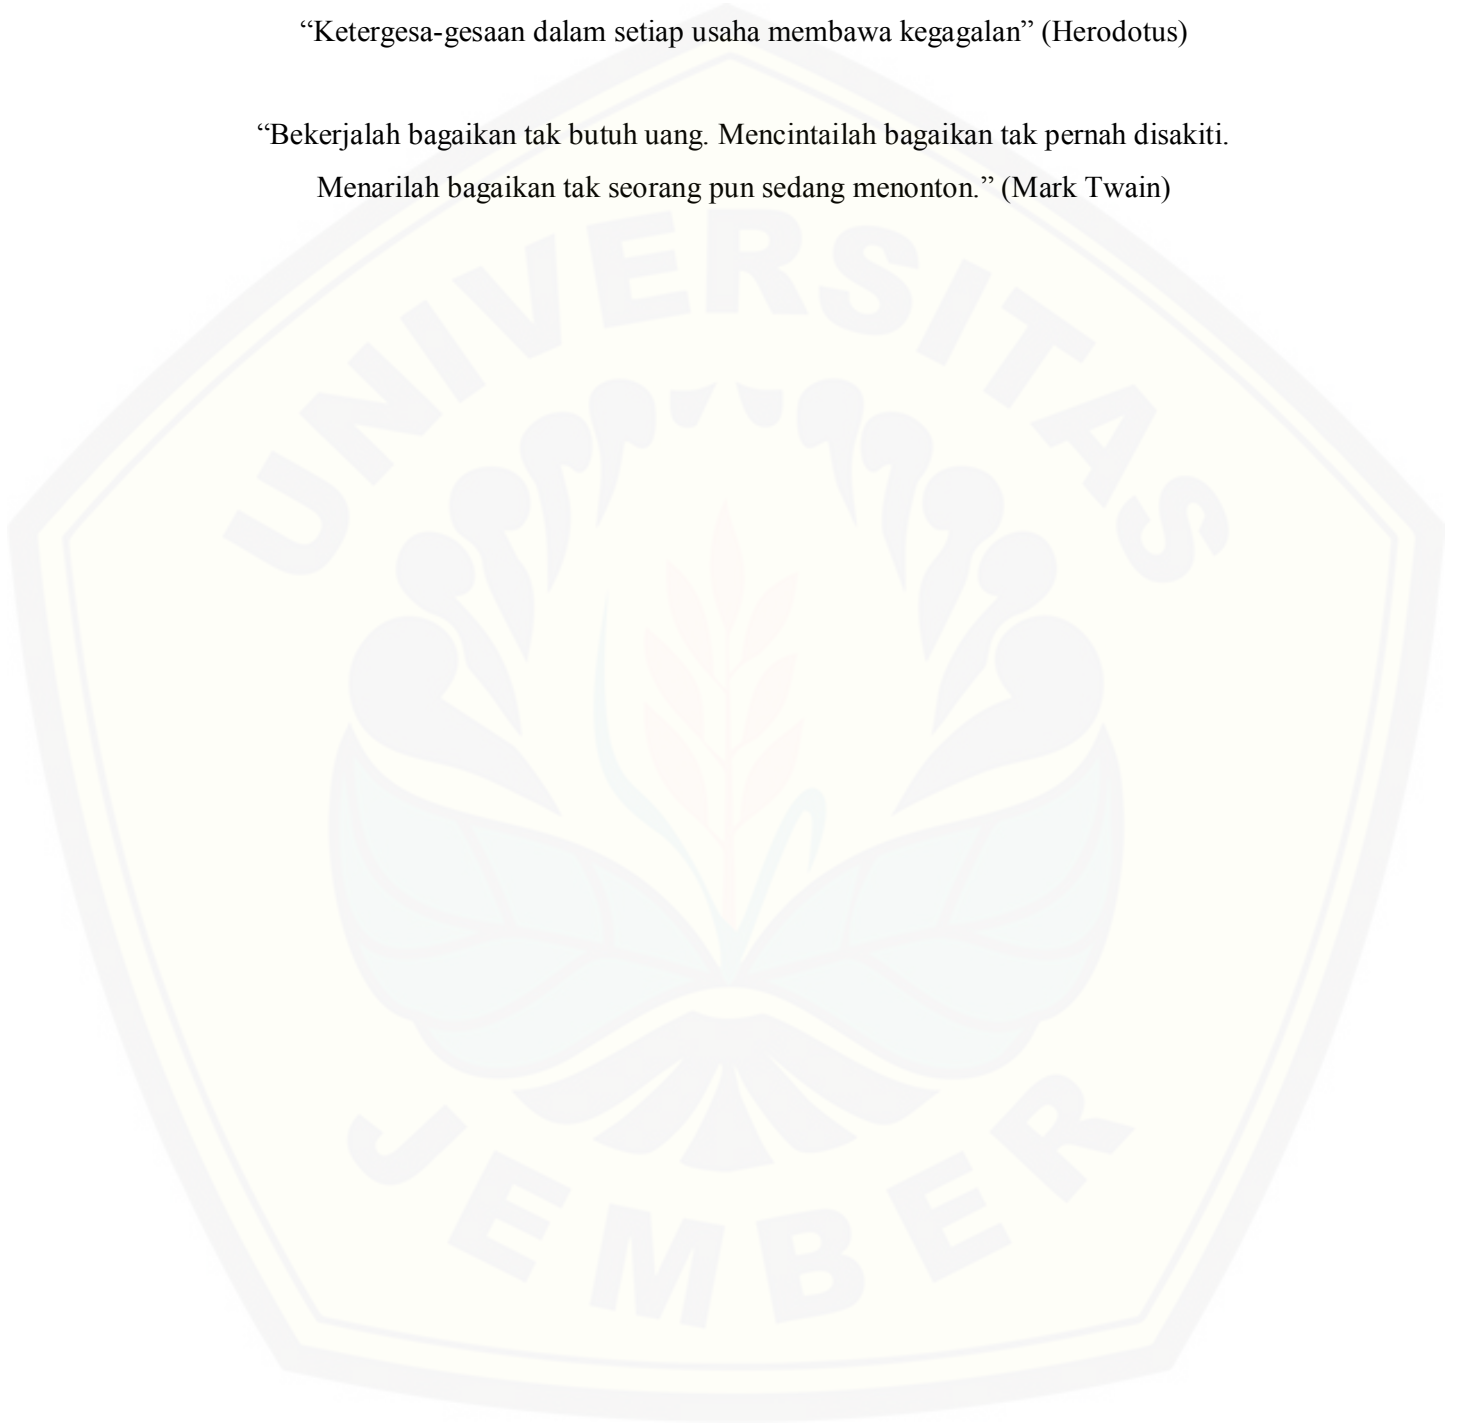 “Ketergesa-gesaan dalam setiap usaha membawa kegagalan” (Herodotus)
“Bekerjalah bagaikan tak butuh uang. Mencintailah bagaikan tak pernah disakiti.
Menarilah bagaikan tak seorang pun sedang menonton.” (Mark Twain)
UNIVERSITAS
JEMBER